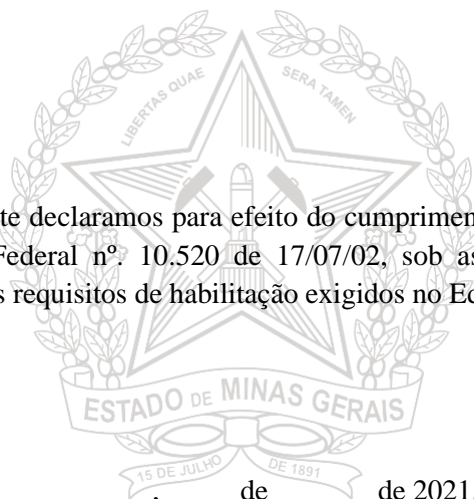 LIBERTAS QUAE SERA TAMEN
te declaramos para efeito do cumprimen
Federal nº. 10.520 de 17/07/02, sob as
s requisitos de habilitação exigidos no Ec
ESTADO DE MINAS GERAIS
15 DE JULHO DE 1891
, de de 2021